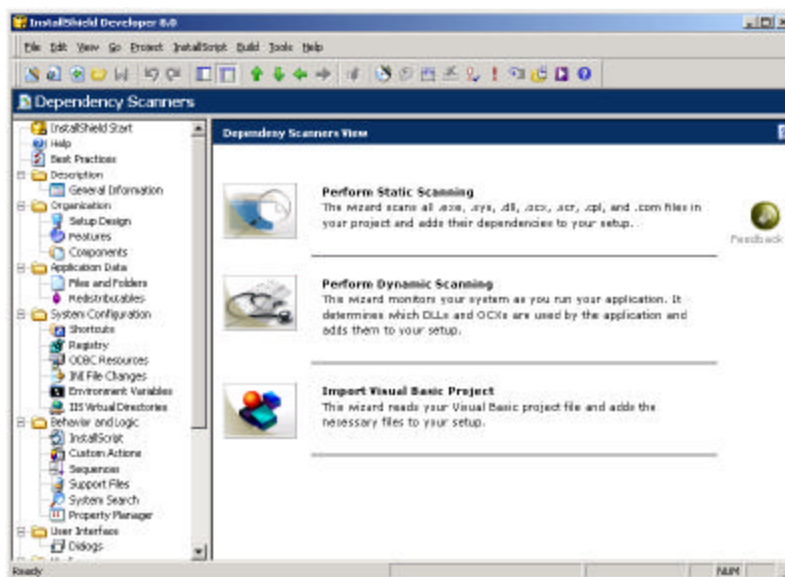 InstallShield Developer 8.0
File Edit View Go Project InstallScript Build Tools Help
Dependency Scanners
InstallShield Start
Help
Best Practices
Description
General Information
Organization
Setup Design
Features
Components
Application Data
Files and Folders
Redistributables
System Configuration
Shortcuts
Registry
ODBC Resources
INI File Changes
Environment Variables
IIS Virtual Directories
Behavior and Logic
InstallScript
Custom Actions
Sequences
Support Files
System Search
Property Manager
User Interface
Dialogs
Dependeny Scanners View
Perform Static Scanning
The wizard scans all .exe, .sys, .dll, .ocx, .scr, .cpl, and .com files in
your project and adds their dependencies to your setup.
Feedback
Perform Dynamic Scanning
This wizard monitors your system as you run your application. It
determines which DLLs and OCXs are used by the application and
adds them to your setup.
Import Visual Basic Project
This wizard reads your Visual Basic project file and adds the
necessary files to your setup.
Ready
NUM